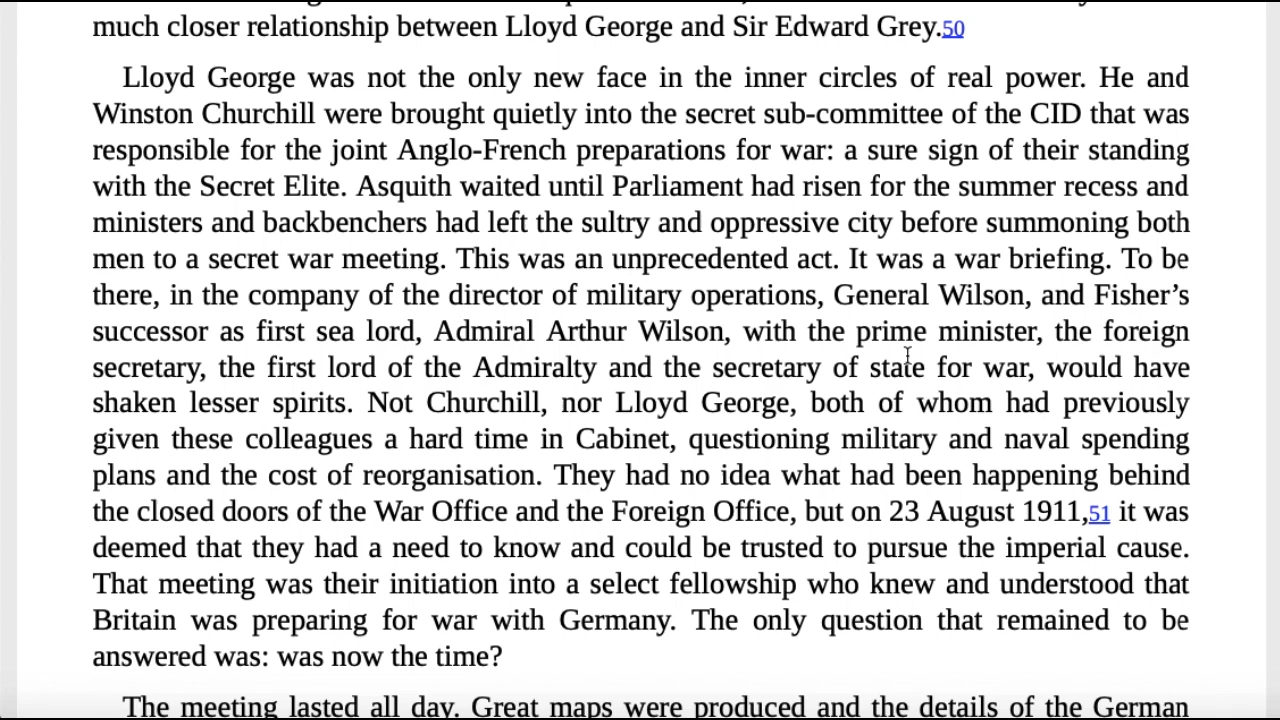 much closer relationship between Lloyd George and Sir Edward Grey.50
Lloyd George was not the only new face in the inner circles of real power. He and
Winston Churchill were brought quietly into the secret sub-committee of the CID that was
responsible for the joint Anglo-French preparations for war: a sure sign of their standing
with the Secret Elite. Asquith waited until Parliament had risen for the summer recess and
ministers and backbenchers had left the sultry and oppressive city before summoning both
men to a secret war meeting. This was an unprecedented act. It was a war briefing. To be
there, in the company of the director of military operations, General Wilson, and Fisher’s
successor as first sea lord, Admiral Arthur Wilson, with the prime minister, the foreign
secretary, the first lord of the Admiralty and the secretary of state for war, would have
shaken lesser spirits. Not Churchill, nor Lloyd George, both of whom had previously
given these colleagues a hard time in Cabinet, questioning military and naval spending
plans and the cost of reorganisation. They had no idea what had been happening behind
the closed doors of the War Office and the Foreign Office, but on 23 August 1911,51 it was
deemed that they had a need to know and could be trusted to pursue the imperial cause.
That meeting was their initiation into a select fellowship who knew and understood that
Britain was preparing for war with Germany. The only question that remained to be
answered was: was now the time?
The meeting lasted all day. Great maps were produced and the details of the German